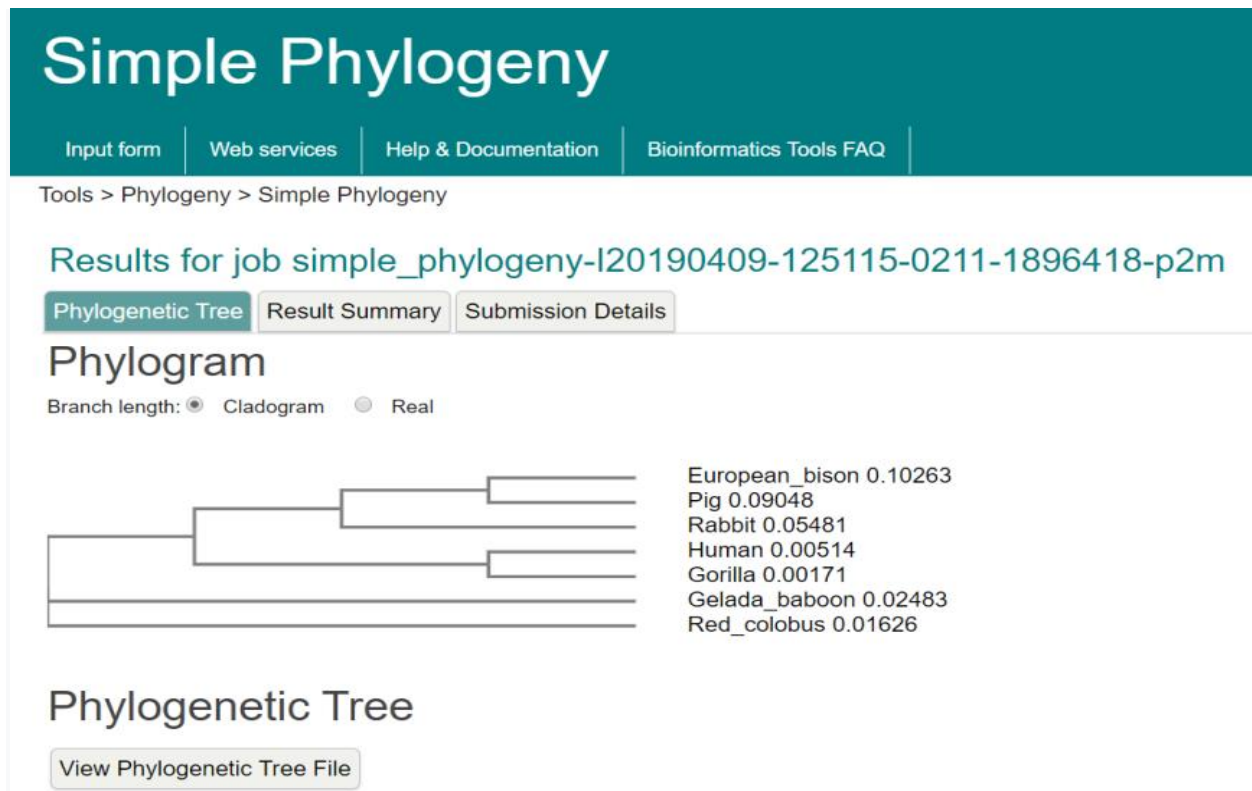 Simple Phylogeny
Input form Web services Help & Documentation Bioinformatics Tools FAQ
Tools > Phylogeny > Simple Phylogeny
Results for job simple_phylogeny-I20190409-125115-0211-1896418-p2m
Phylogenetic Tree Result Summary Submission Details
Phylogram
Branch length: Cladogram Real
European_bison 0.10263
Pig 0.09048
Rabbit 0.05481
Human 0.00514
Gorilla 0.00171
Gelada_baboon 0.02483
Red_colobus 0.01626
Phylogenetic Tree
View Phylogenetic Tree File